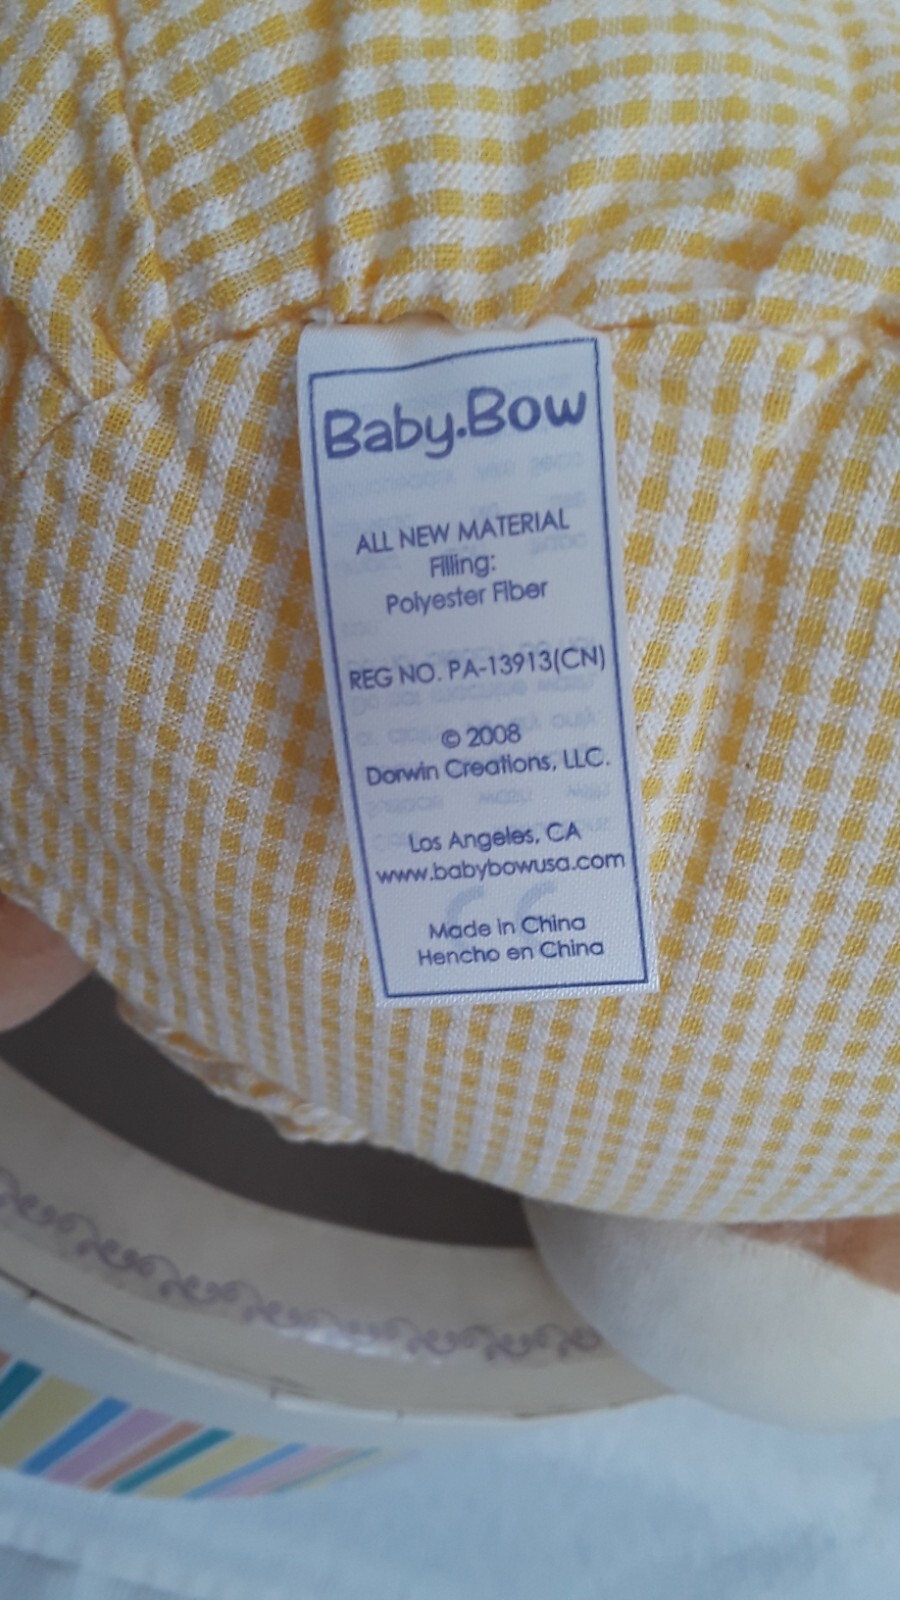 Baby.Bow
ALL NEW MATERIAL
Filling:
Polyester Fiber
REG NO. PA-13913(CN)
© 2008
Dorwin Creations, LLC.
Los Angeles, CA
www.babybowusa.com
Made in China
Hencho en China